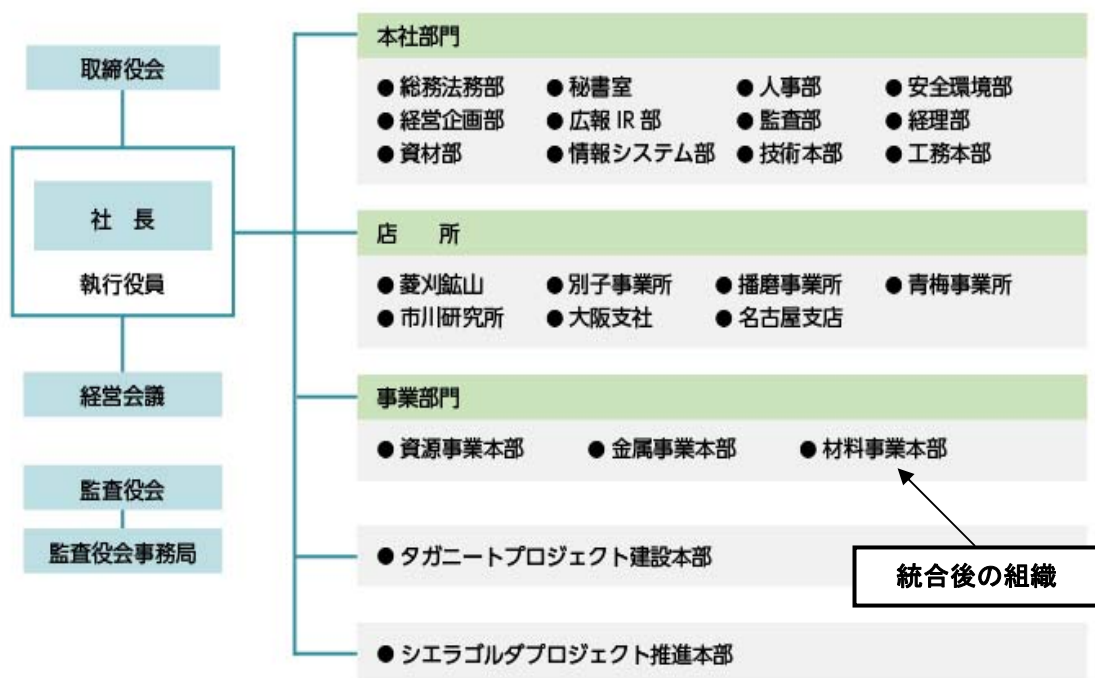 取締役会
社　長
執行役員
経営会議
監査役会
監査役会事務局
本社部門
●総務法務部 ●秘書室 ●人事部 ●安全環境部
●経営企画部 ●広報 IR 部 ●監査部 ●経理部
●資材部 ●情報システム部 ●技術本部 ●工務本部
店　所
●菱刈鉱山 ●別子事業所 ●播磨事業所 ●青梅事業所
●市川研究所 ●大阪支社 ●名古屋支店
事業部門
●資源事業本部 ●金属事業本部 ●材料事業本部
●タガニートプロジェクト建設本部
統合後の組織
●シエラゴルダプロジェクト推進本部